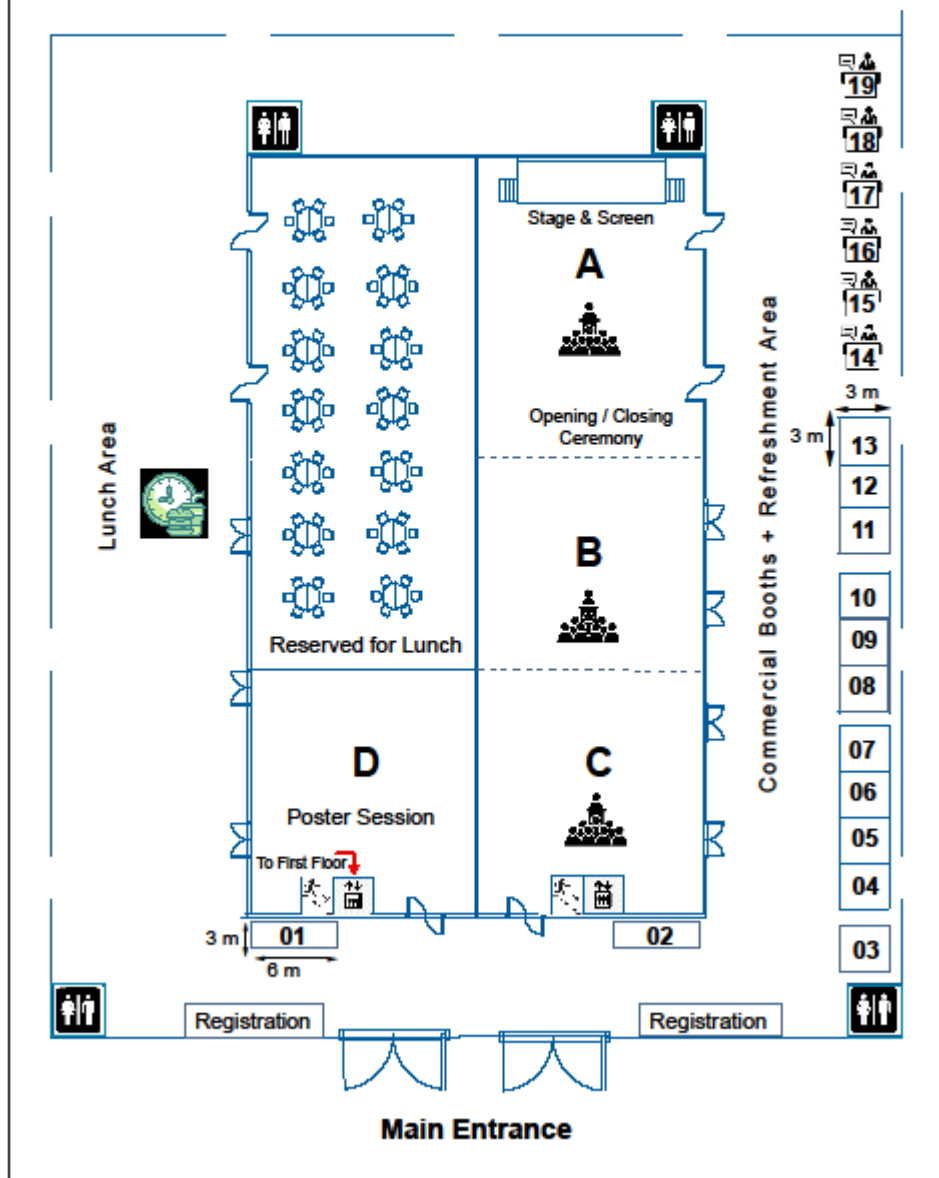 19
18
17
16
15
14
Stage & Screen
A
Opening / Closing
Ceremony
3 m
3 m
13
12
11
10
09
08
07
06
05
04
03
Commercial Booths + Refreshment Area
Lunch Area
B
Reserved for Lunch
D
Poster Session
C
To First Floor
3 m
01
6 m
02
Registration
Registration
Main Entrance